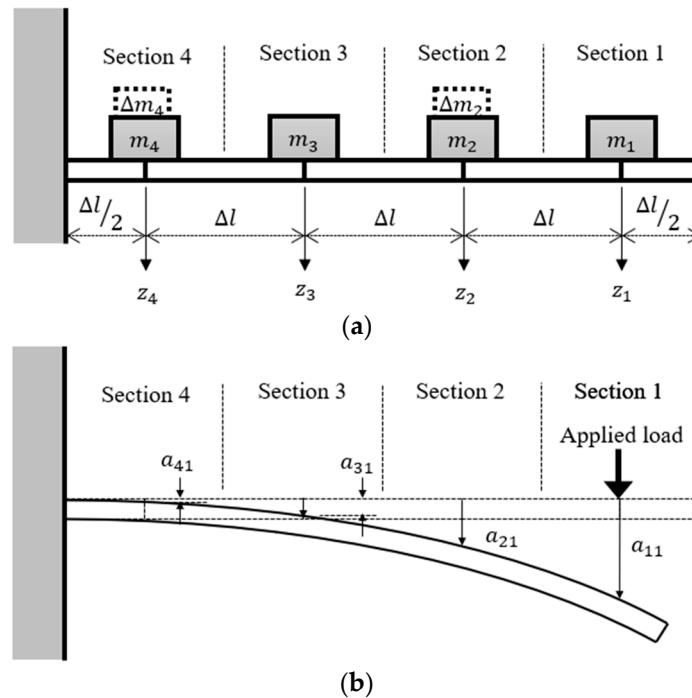 Section 4 Section 3 Section 2 Section 1
Δm₄ Δm₂
m₄ m₃ m₂ m₁
Δl/2 Δl Δl Δl Δl/2
z₄ z₃ z₂ z₁
(a)
Section 4 Section 3 Section 2 Section 1
Applied load
a₄₁ a₃₁
a₂₁ a₁₁
(b)